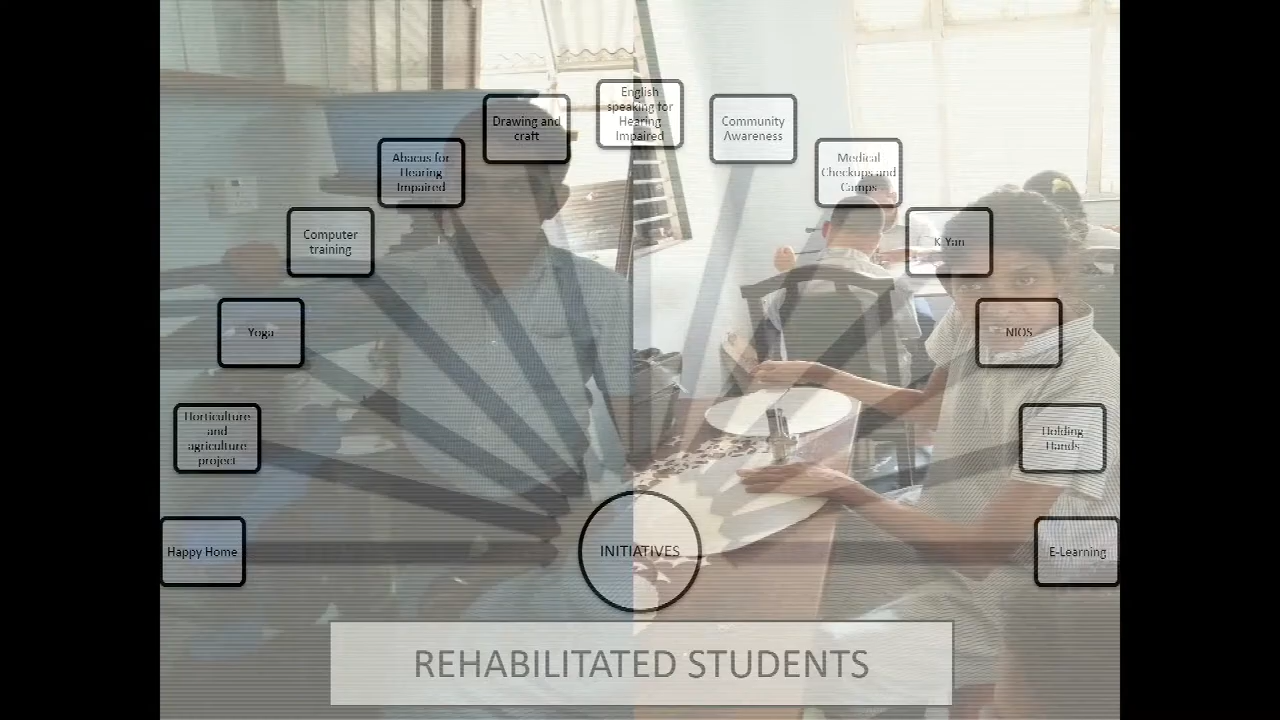 English
speaking for
Hearing
Impaired
Drawing and
craft
Community
Awareness
Abacus for
Hearing
Impaired
Medical
Checkups and
Camps
Computer
training
K Yan
Yoga
NIOS
Horticulture
and
agriculture
project
Holding
Hands
Happy Home
INITIATIVES
E-Learning
REHABILITATED STUDENTS